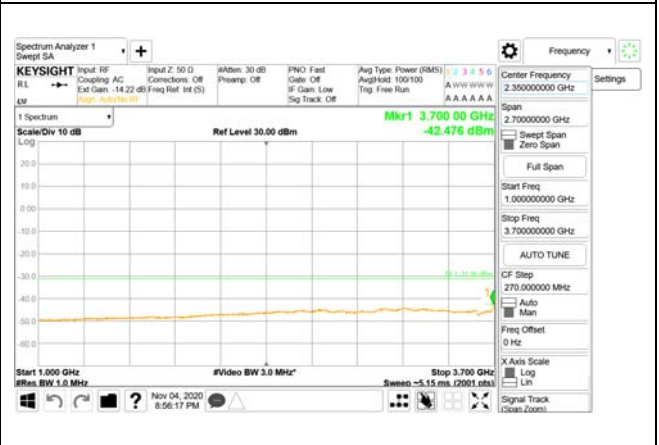 Spectrum Analyzer 1
Swept SA
+
Frequency
KEYSIGHT
RL
Input: RF
Coupling: AC
Ext Gain: -14.22 dB
Align: Auto/No RF
Input Z: 50 Ω
Corrections: Off
Freq Ref: Int (S)
#Atten: 30 dB
Preamp: Off
PNO: Fast
Gate: Off
IF Gain: Low
Sig Track: Off
Avg Type: Power (RMS)
Avg|Hold: 100/100
Trig: Free Run
1 2 3 4 5 6
A W W W W W
A A A A A A
Settings
Center Frequency
2.350000000 GHz
Span
2.70000000 GHz
Swept Span
Zero Span
Full Span
Start Freq
1.000000000 GHz
Stop Freq
3.700000000 GHz
AUTO TUNE
CF Step
270.000000 MHz
Auto
Man
Freq Offset
0 Hz
X Axis Scale
Log
Lin
Signal Track
(Span Zoom)
1 Spectrum
Scale/Div 10 dB
Ref Level 30.00 dBm
Mkr1 3.700 00 GHz
-42.476 dBm
Log
20.0
10.0
0.00
-10.0
-20.0
-30.0
-40.0
-50.0
-60.0
1
Start 1.000 GHz
#Video BW 3.0 MHz*
Stop 3.700 GHz
#Res BW 1.0 MHz
Sweep ~5.15 ms (2001 pts)
?
Nov 04, 2020
8:56:17 PM